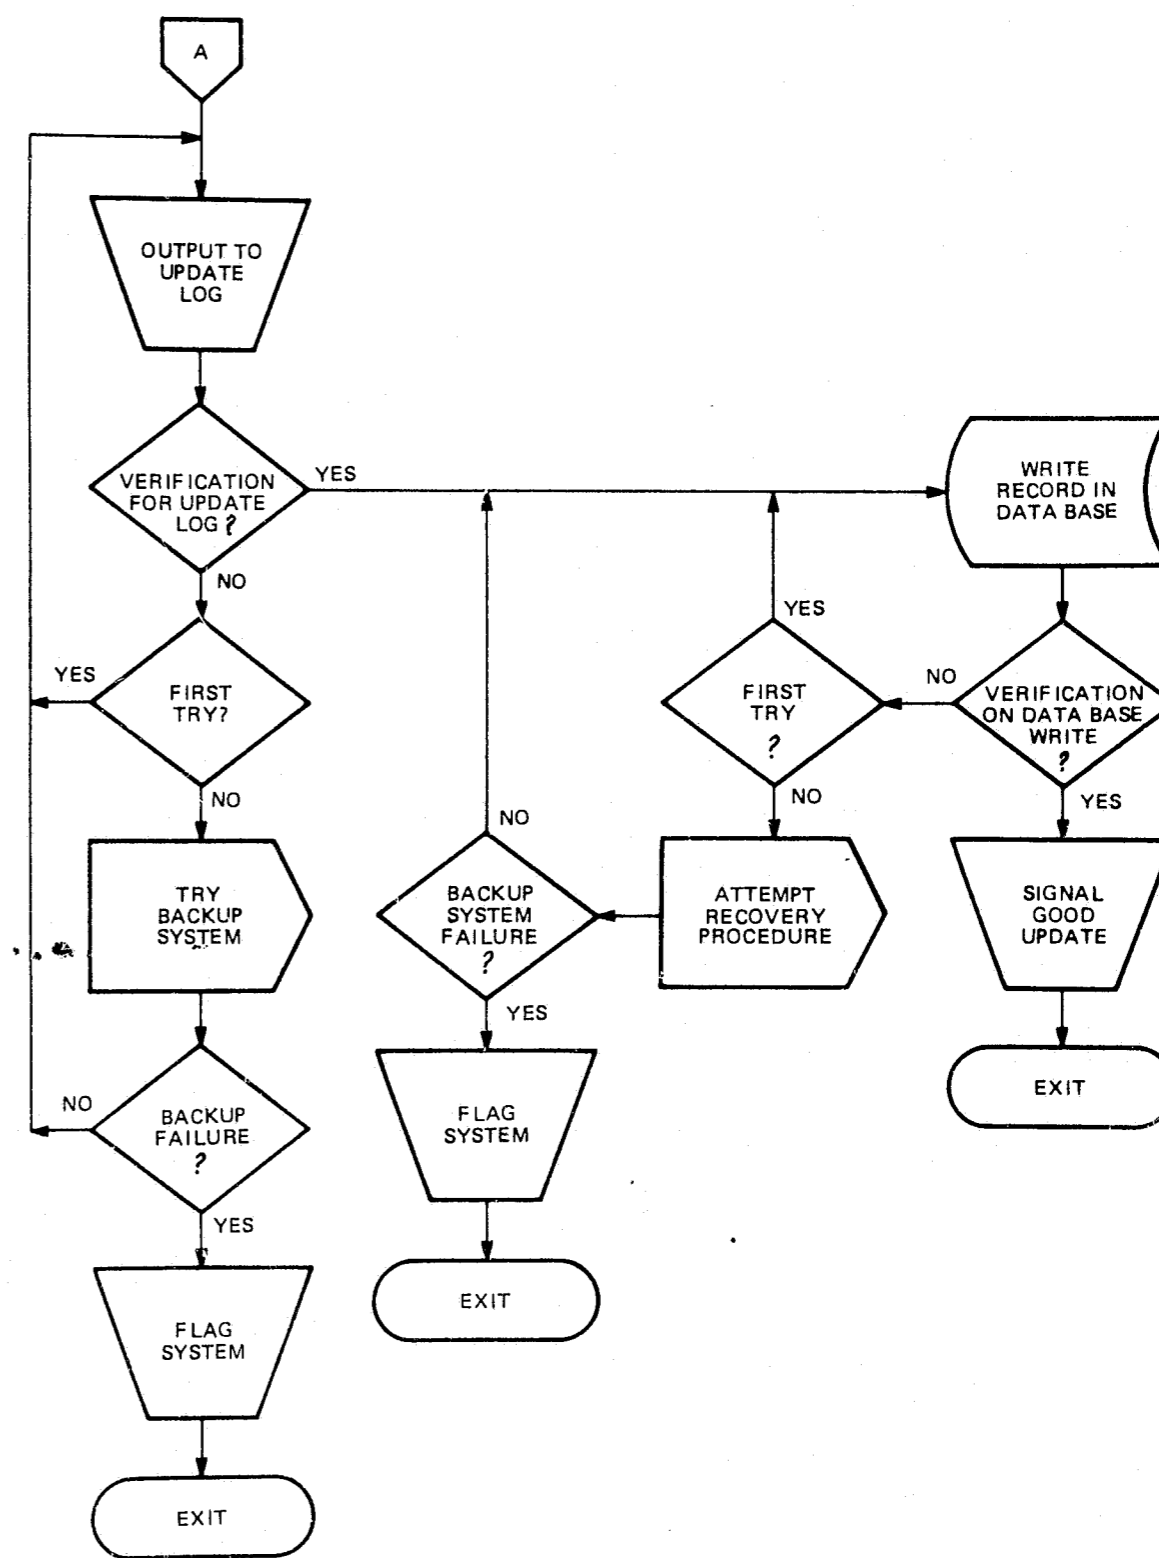 A
OUTPUT TO
UPDATE
LOG
VERIFICATION
FOR UPDATE
LOG?
YES
NO
FIRST
TRY?
YES
NO
TRY
BACKUP
SYSTEM
BACKUP
FAILURE
?
NO
YES
FLAG
SYSTEM
EXIT
WRITE
RECORD IN
DATA BASE
VERIFICATION
ON DATA BASE
WRITE
?
NO
YES
FIRST
TRY
?
YES
NO
ATTEMPT
RECOVERY
PROCEDURE
BACKUP
SYSTEM
FAILURE
?
NO
YES
FLAG
SYSTEM
EXIT
SIGNAL
GOOD
UPDATE
EXIT